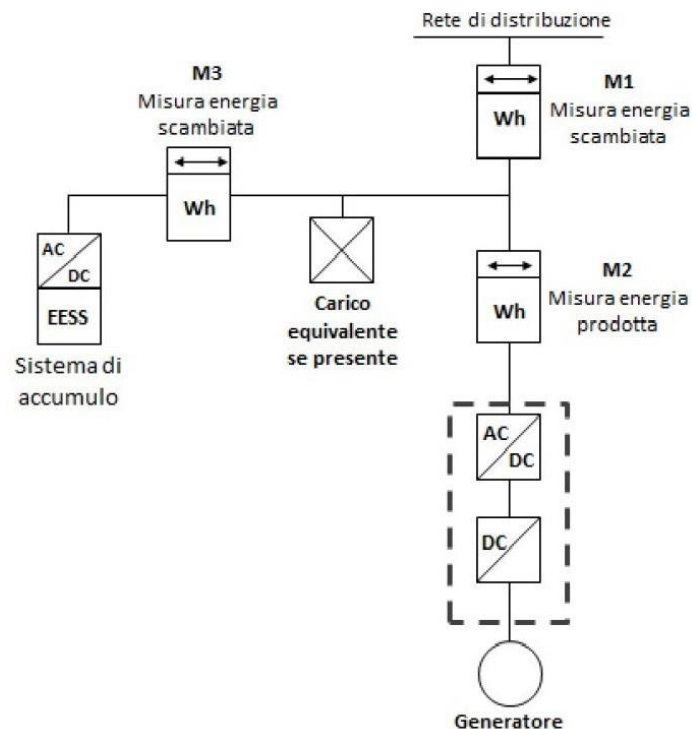 Rete di distribuzione
M1
Misura energia
scambiata
Wh
M3
Misura energia
scambiata
Wh
AC
DC
EESS
Sistema di
accumulo
Carico
equivalente
se presente
M2
Misura energia
prodotta
Wh
AC
DC
DC
Generatore